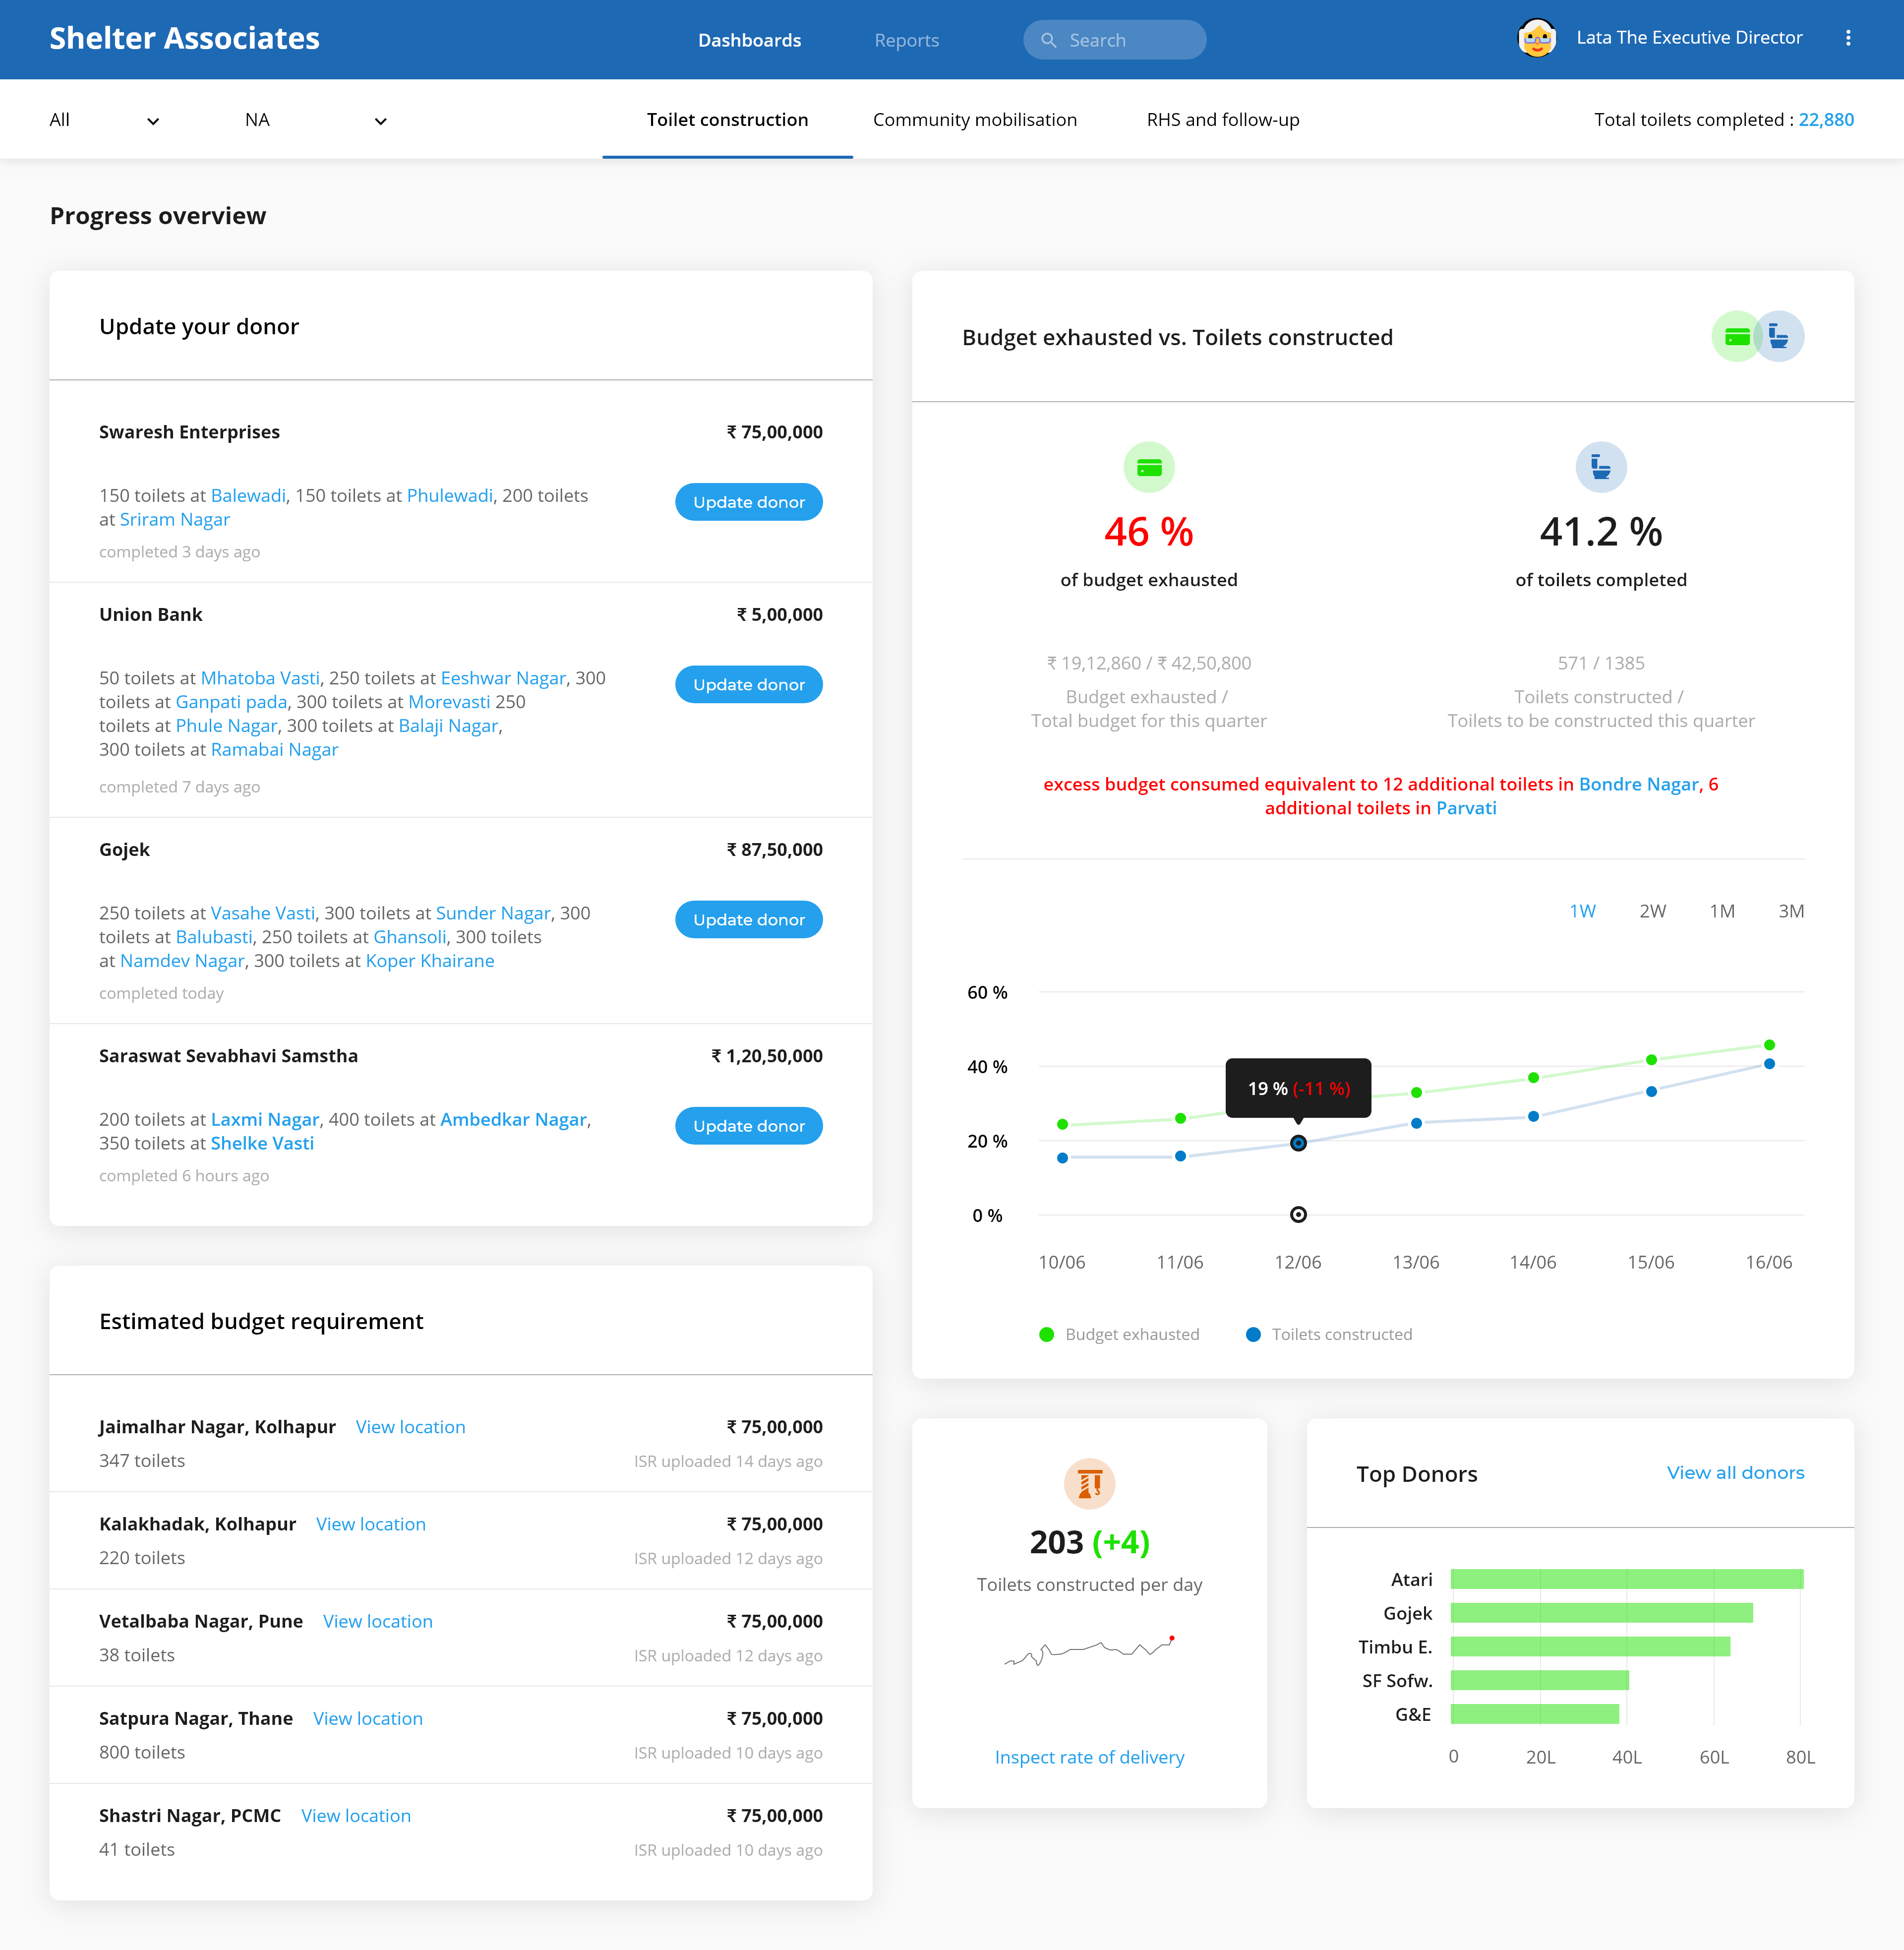 Shelter Associates
Dashboards
Reports
Search
Lata The Executive Director
All
NA
Toilet construction
Community mobilisation
RHS and follow-up
Total toilets completed : 22,880
Progress overview
Update your donor
Swaresh Enterprises
₹ 75,00,000
150 toilets at Balewadi, 150 toilets at Phulewadi, 200 toilets
at Sriram Nagar
Update donor
completed 3 days ago
Union Bank
₹ 5,00,000
50 toilets at Mhatoba Vasti, 250 toilets at Eeshwar Nagar, 300
toilets at Ganpati pada, 300 toilets at Morevasti 250
toilets at Phule Nagar, 300 toilets at Balaji Nagar,
300 toilets at Ramabai Nagar
Update donor
completed 7 days ago
Gojek
₹ 87,50,000
250 toilets at Vasahe Vasti, 300 toilets at Sunder Nagar, 300
toilets at Balubasti, 250 toilets at Ghansoli, 300 toilets
at Namdev Nagar, 300 toilets at Koper Khairane
Update donor
completed today
Saraswat Sevabhavi Samstha
₹ 1,20,50,000
200 toilets at Laxmi Nagar, 400 toilets at Ambedkar Nagar,
350 toilets at Shelke Vasti
Update donor
completed 6 hours ago
Estimated budget requirement
Jaimalhar Nagar, Kolhapur
View location
₹ 75,00,000
347 toilets
ISR uploaded 14 days ago
Kalakhadak, Kolhapur
View location
₹ 75,00,000
220 toilets
ISR uploaded 12 days ago
Vetalbaba Nagar, Pune
View location
₹ 75,00,000
38 toilets
ISR uploaded 12 days ago
Satpura Nagar, Thane
View location
₹ 75,00,000
800 toilets
ISR uploaded 10 days ago
Shastri Nagar, PCMC
View location
₹ 75,00,000
41 toilets
ISR uploaded 10 days ago
Budget exhausted vs. Toilets constructed
46 %
of budget exhausted
₹ 19,12,860 / ₹ 42,50,800
Budget exhausted /
Total budget for this quarter
41.2 %
of toilets completed
571 / 1385
Toilets constructed /
Toilets to be constructed this quarter
excess budget consumed equivalent to 12 additional toilets in Bondre Nagar, 6
additional toilets in Parvati
1W
2W
1M
3M
60 %
40 %
20 %
0 %
19 % (-11 %)
10/06
11/06
12/06
13/06
14/06
15/06
16/06
Budget exhausted
Toilets constructed
203 (+4)
Toilets constructed per day
Inspect rate of delivery
Top Donors
View all donors
Atari
Gojek
Timbu E.
SF Sofw.
G&E
0
20L
40L
60L
80L